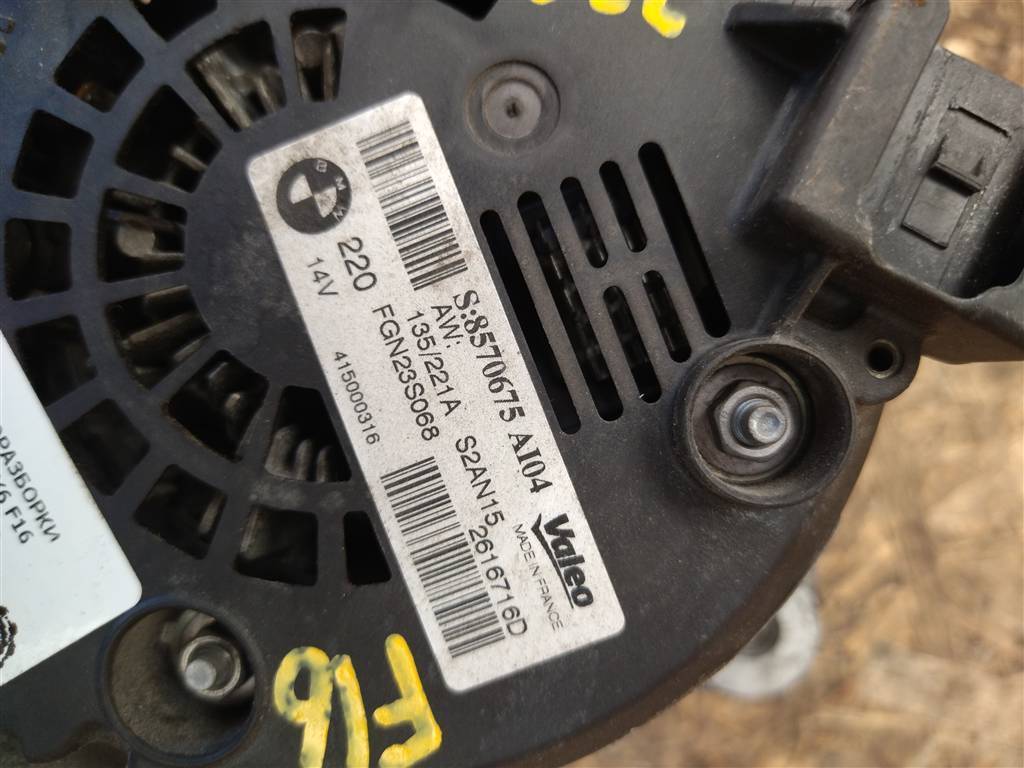 BMW
220
14V
S:8570675 AI04
AW:
135/221A S2AN15
FGN23S068
2616716D
415000316
Valeo
MADE IN FRANCE
F16
РАЗБОРКИ
F16